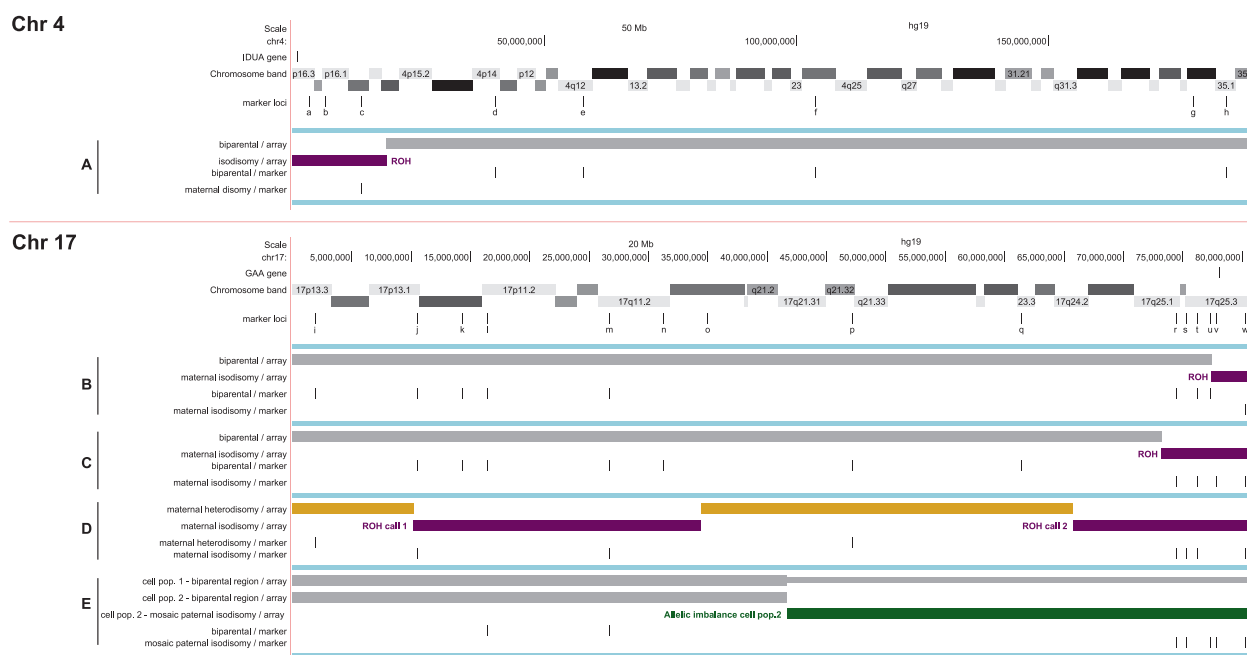 Chr 4
Scale 50 Mb hg19
chr4: 50,000,000 100,000,000 150,000,000
IDUA gene
Chromosome band p16.3 p16.1 4p15.2 4p14 p12 4q12 13.2 23 4q25 q27 31.21 q31.3 35.1 35
marker loci
a b c d e f g h
A
biparental / array
isodisomy / array ROH
biparental / marker
maternal disomy / marker
Chr 17
Scale 20 Mb hg19
chr17: 5,000,000 10,000,000 15,000,000 20,000,000 25,000,000 30,000,000 35,000,000 40,000,000 45,000,000 50,000,000 55,000,000 60,000,000 65,000,000 70,000,000 75,000,000 80,000,000
GAA gene
Chromosome band 17p13.3 17p13.1 17p11.2 17q11.2 q21.2 17q21.31 q21.32 q21.33 23.3 17q24.2 17q25.1 17q25.3
marker loci
i j k l m n o p q r s t u v w
B
biparental / array
maternal isodisomy / array ROH
biparental / marker
maternal isodisomy / marker
C
biparental / array
maternal isodisomy / array ROH
biparental / marker
maternal isodisomy / marker
D
maternal heterodisomy / array
maternal isodisomy / array ROH call 1 ROH call 2
maternal heterodisomy / marker
maternal isodisomy / marker
E
cell pop. 1 - biparental region / array
cell pop. 2 - biparental region / array
cell pop. 2 - mosaic paternal isodisomy / array Allelic imbalance cell pop.2
biparental / marker
mosaic paternal isodisomy / marker